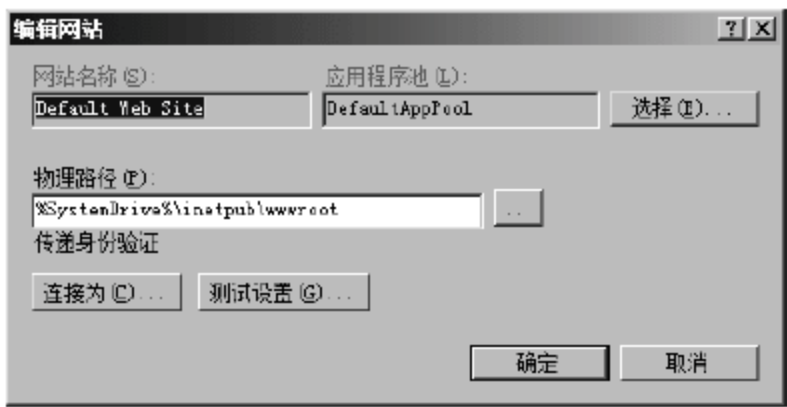 编辑网站
网站名称(S):
应用程序池(L):
Default Web Site
DefaultAppPool
选择(E)...
物理路径(P):
%SystemDrive%\inetpub\wwwroot
..
传递身份验证
连接为(C)...
测试设置(G)...
确定
取消